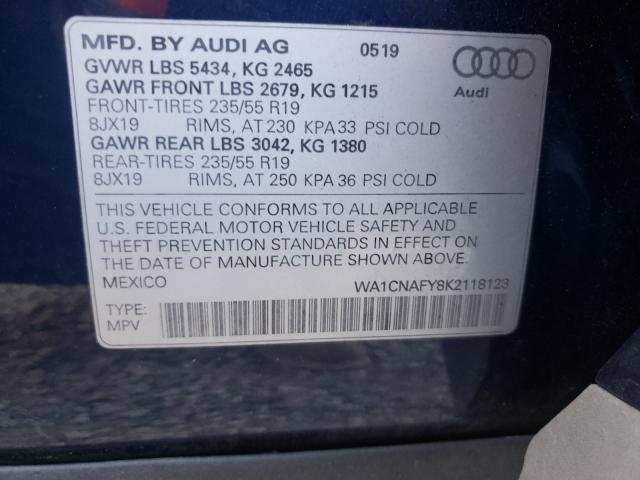 MFD. BY AUDI AG 0519
GVWR LBS 5434, KG 2465
GAWR FRONT LBS 2679, KG 1215
Audi
FRONT-TIRES 235/55 R19
8JX19 RIMS, AT 230 KPA 33 PSI COLD
GAWR REAR LBS 3042, KG 1380
REAR-TIRES 235/55 R19
8JX19 RIMS, AT 250 KPA 36 PSI COLD
THIS VEHICLE CONFORMS TO ALL APPLICABLE
U.S. FEDERAL MOTOR VEHICLE SAFETY AND
THEFT PREVENTION STANDARDS IN EFFECT ON
THE DATE OF MANUFACTURE SHOWN ABOVE.
MEXICO WA1CNAFY8K2118123
TYPE:
MPV